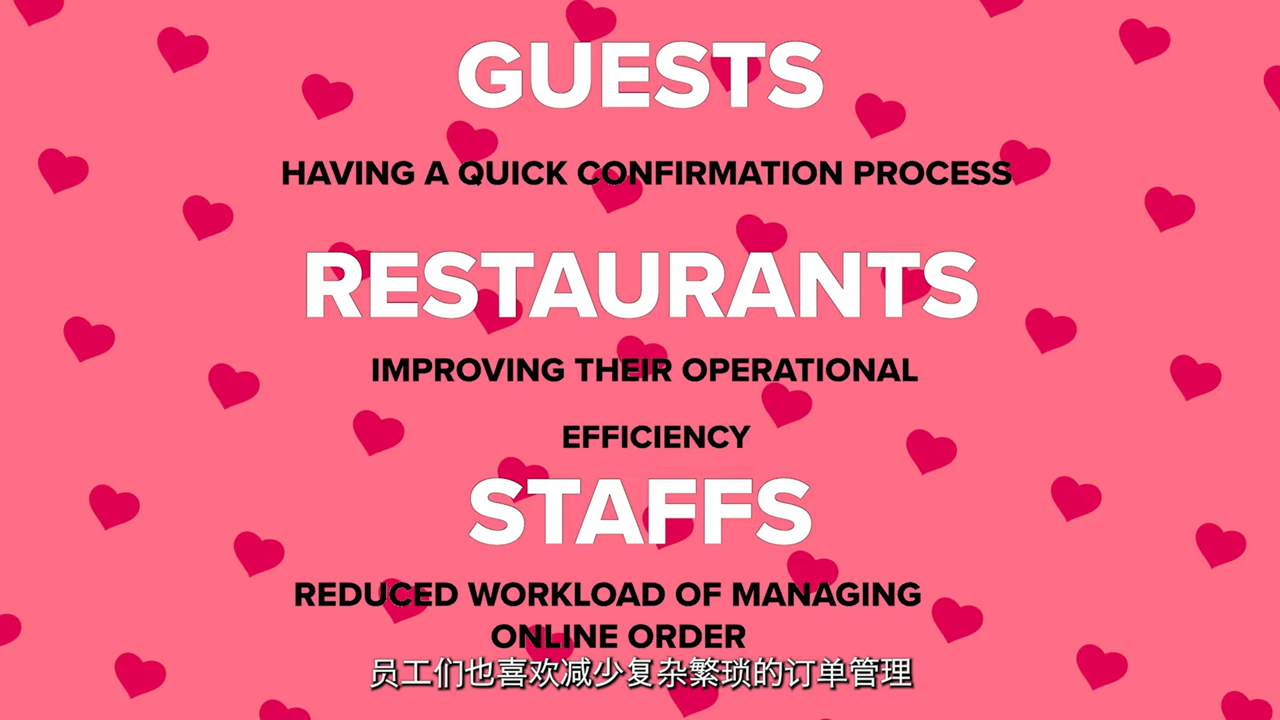 GUESTS
HAVING A QUICK CONFIRMATION PROCESS
RESTAURANTS
IMPROVING THEIR OPERATIONAL
EFFICIENCY
STAFFS
REDUCED WORKLOAD OF MANAGING
ONLINE ORDER
员工们也喜欢减少复杂繁琐的订单管理